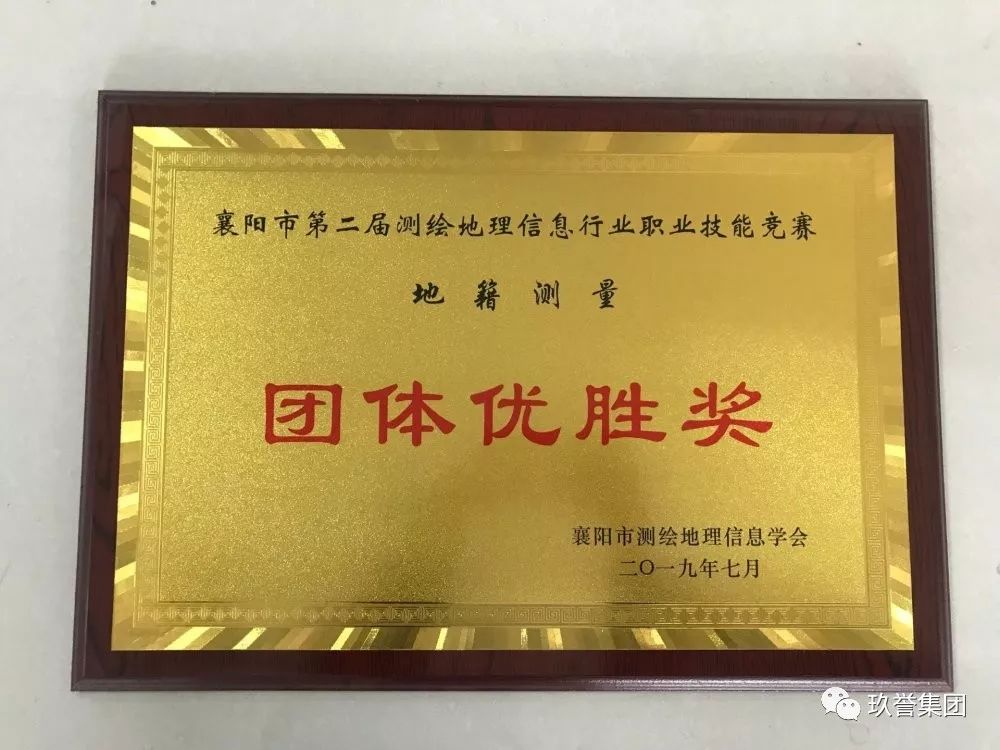 襄阳市第二届测绘地理信息行业职业技能竞赛
地籍测量
团体优胜奖
襄阳市测绘地理信息学会
二〇一九年七月
玖誉集团